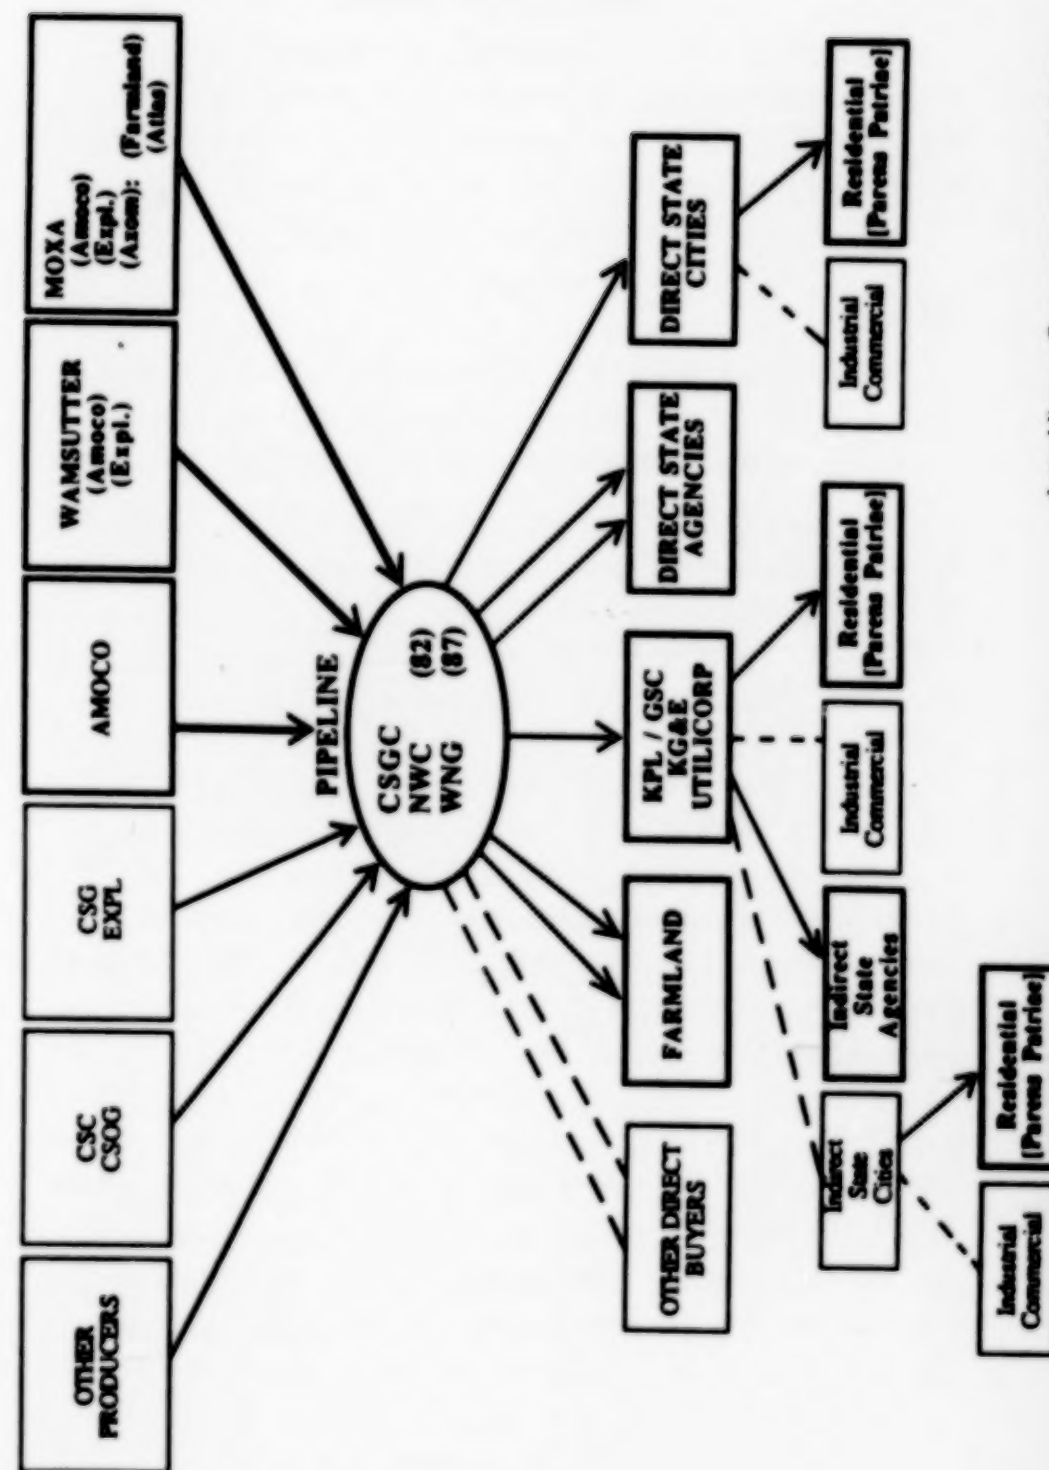 OTHER
PRODUCERS
CSC
CSOG
CSG
EXPL
AMOCO
WAMSUTTER
(Amoco)
(Expl.)
MOXA
(Amoco)
(Expl.)
(Axem): (Farmland)
(Atlas)
PIPELINE
CSGC
NWC (82)
WNG (87)
OTHER DIRECT
BUYERS
FARMLAND
KPL / GSC
KG&E
UTILICORP
DIRECT STATE
AGENCIES
DIRECT STATE
CITIES
Indirect
State
Cities
Indirect
State
Agencies
Industrial
Commercial
Residential
[Parens Patriae]
Industrial
Commercial
Residential
[Parens Patriae]
Industrial
Commercial
Residential
[Parens Patriae]